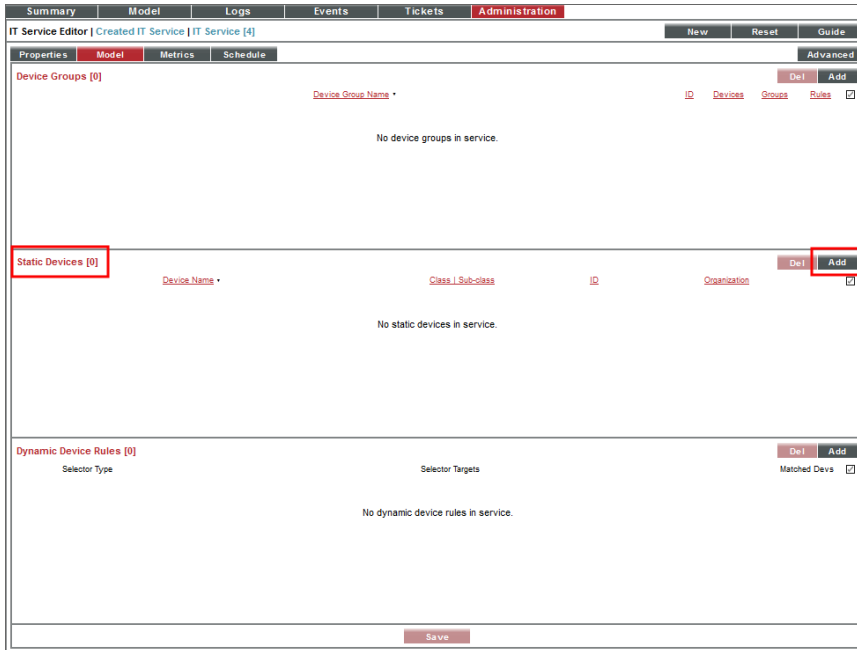 Summary Model Logs Events Tickets Administration
IT Service Editor | Created IT Service | IT Service [4] New Reset Guide
Properties Model Metrics Schedule Advanced
Device Groups [0] Del Add
Device Group Name ID Devices Groups Rules
No device groups in service.
Static Devices [0] Del Add
Device Name Class | Sub-class ID Organization
No static devices in service.
Dynamic Device Rules [0] Del Add
Selector Type Selector Targets Matched Devs
No dynamic device rules in service.
Save